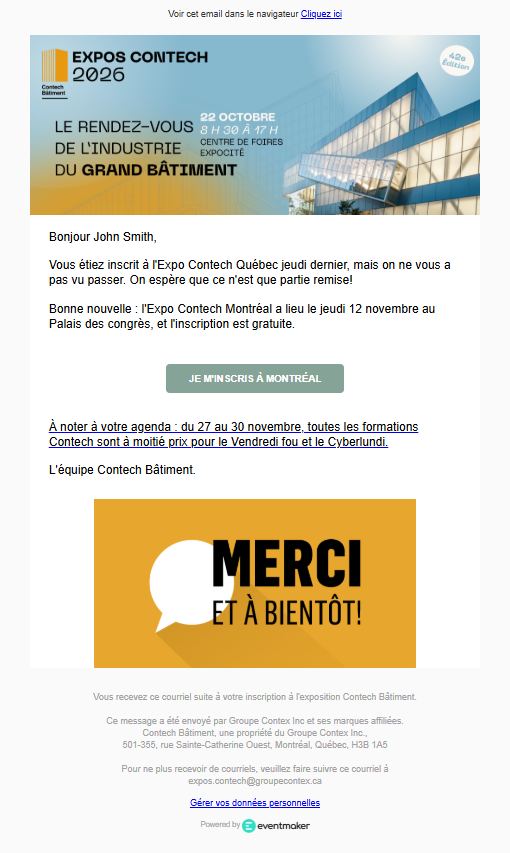 Voir cet email dans le navigateur Cliquez ici
EXPOS CONTECH
2026
42e
Édition
Contech
Bâtiment
22 OCTOBRE
8 H 30 À 17 H
CENTRE DE FOIRES
EXPOCITÉ
LE RENDEZ-VOUS
DE L'INDUSTRIE
DU GRAND BÂTIMENT
Bonjour John Smith,
Vous étiez inscrit à l'Expo Contech Québec jeudi dernier, mais on ne vous a
pas vu passer. On espère que ce n'est que partie remise!
Bonne nouvelle : l'Expo Contech Montréal a lieu le jeudi 12 novembre au
Palais des congrès, et l'inscription est gratuite.
JE M'INSCRIS À MONTRÉAL
À noter à votre agenda : du 27 au 30 novembre, toutes les formations
Contech sont à moitié prix pour le Vendredi fou et le Cyberlundi.
L'équipe Contech Bâtiment.
MERCI
ET À BIENTÔT!
Vous recevez ce courriel suite à votre inscription à l'exposition Contech Bâtiment.
Ce message a été envoyé par Groupe Contex Inc et ses marques affiliées.
Contech Bâtiment, une propriété du Groupe Contex Inc.,
501-355, rue Sainte-Catherine Ouest, Montréal, Québec, H3B 1A5
Pour ne plus recevoir de courriels, veuillez faire suivre ce courriel à
expos.contech@groupecontex.ca
Gérer vos données personnelles
Powered by eventmaker